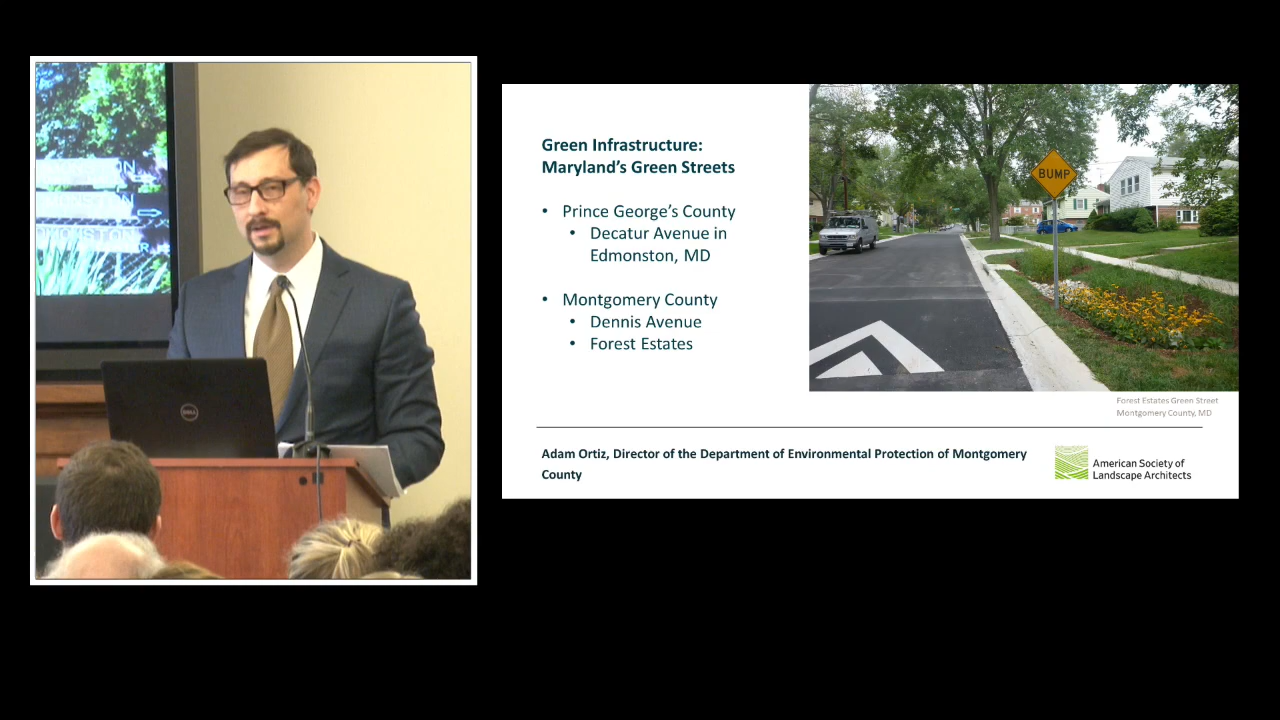 Green Infrastructure:
Maryland's Green Streets
• Prince George's County
• Decatur Avenue in
Edmonston, MD
• Montgomery County
• Dennis Avenue
• Forest Estates
BUMP
Forest Estates Green Street
Montgomery County, MD
Adam Ortiz, Director of the Department of Environmental Protection of Montgomery
County
American Society of
Landscape Architects
DELL